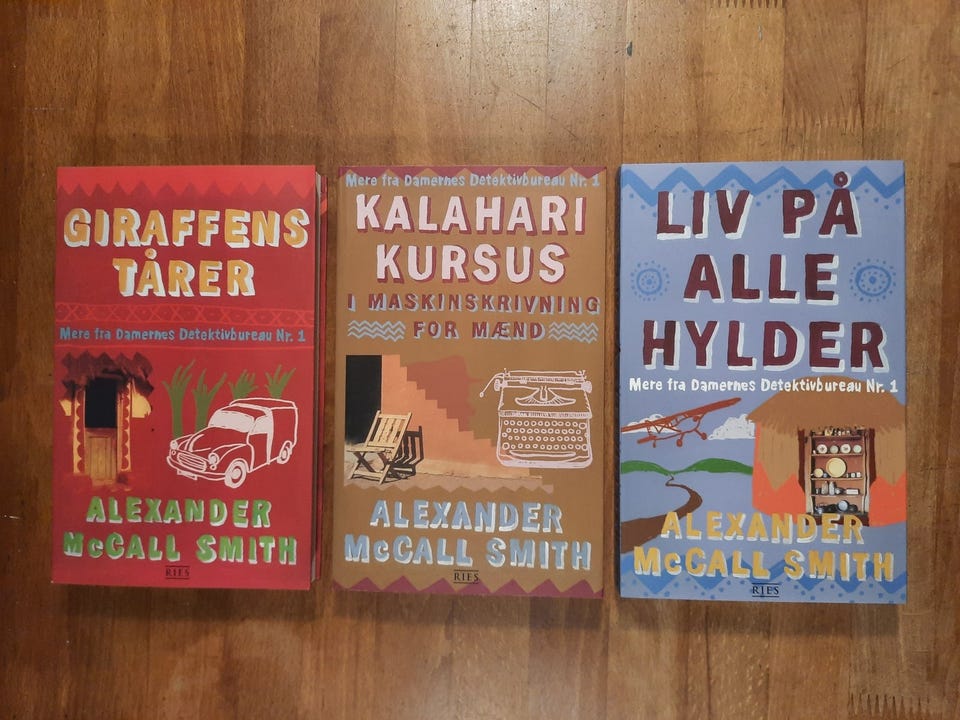 GIRAFFENS
TÅRER
Mere fra Damernes Detektivbureau Nr. 1
ALEXANDER
McCALL SMITH
RIES
Mere fra Damernes Detektivbureau Nr. 1
KALAHARI
KURSUS
I MASKINSKRIVNING
FOR MÆND
ALEXANDER
McCALL SMITH
RIES
LIV PÅ
ALLE
HYLDER
Mere fra Damernes Detektivbureau Nr. 1
ALEXANDER
McCALL SMITH
RIES